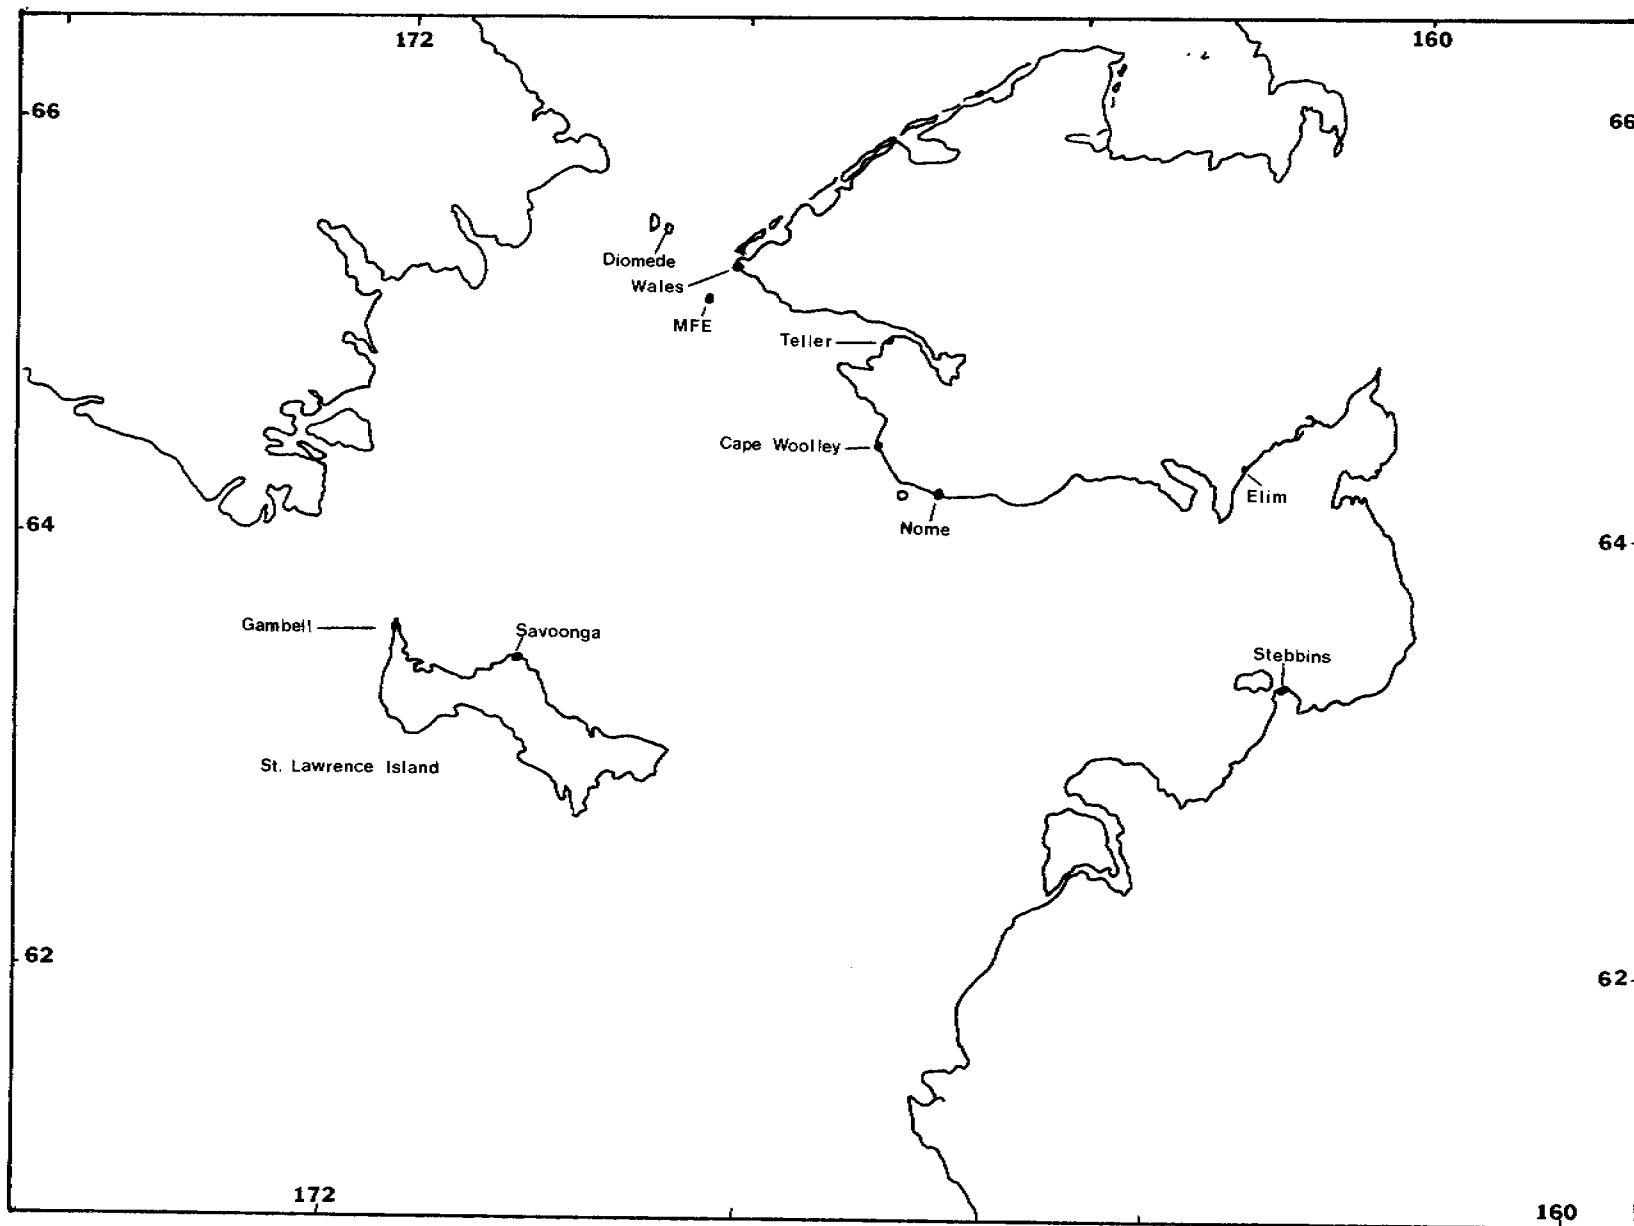 172
160
66
66
Diomede
Wales
MFE
Teller
Cape Woolley
Elim
Nome
64
64
Gambell
Savoonga
Stebbins
St. Lawrence Island
62
62
172
160